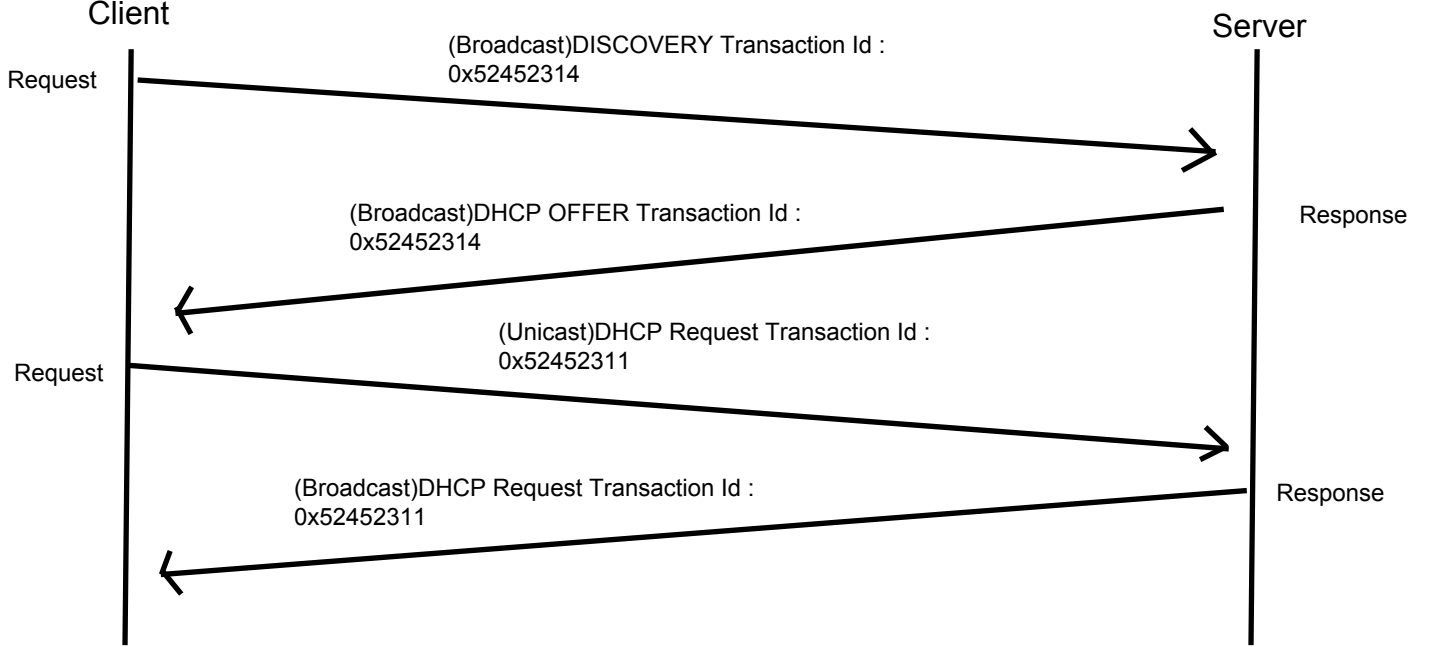 Client
Server
(Broadcast)DISCOVERY Transaction Id :
0x52452314
Request
(Broadcast)DHCP OFFER Transaction Id :
0x52452314
Response
(Unicast)DHCP Request Transaction Id :
0x52452311
Request
(Broadcast)DHCP Request Transaction Id :
0x52452311
Response